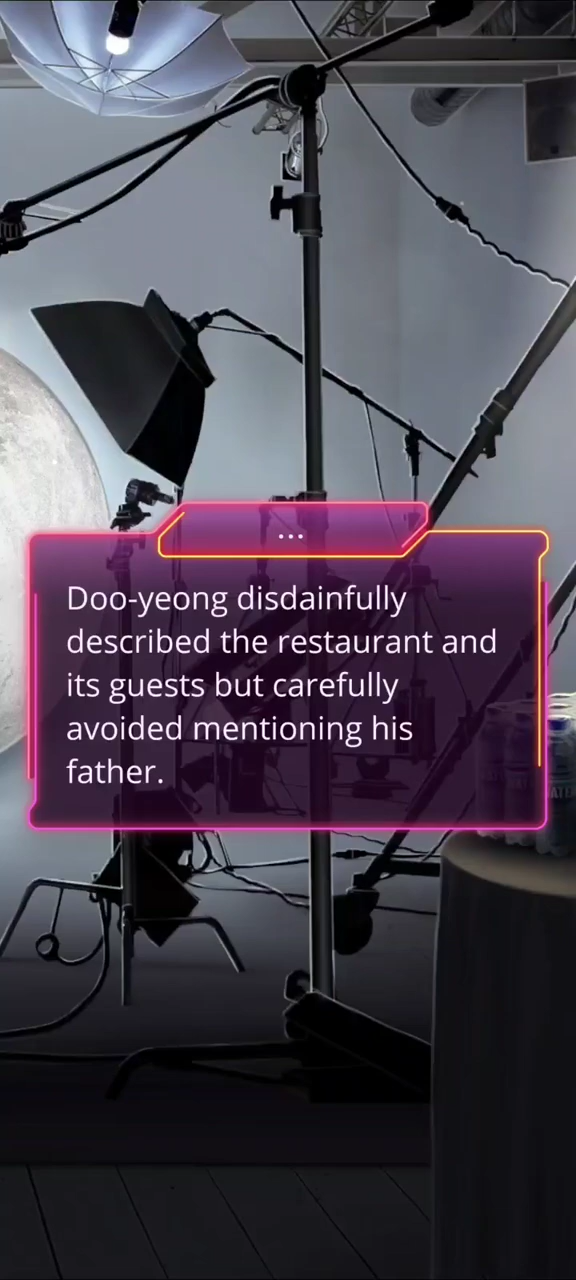 ...
Doo-yeong disdainfully
described the restaurant and
its guests but carefully
avoided mentioning his
father.